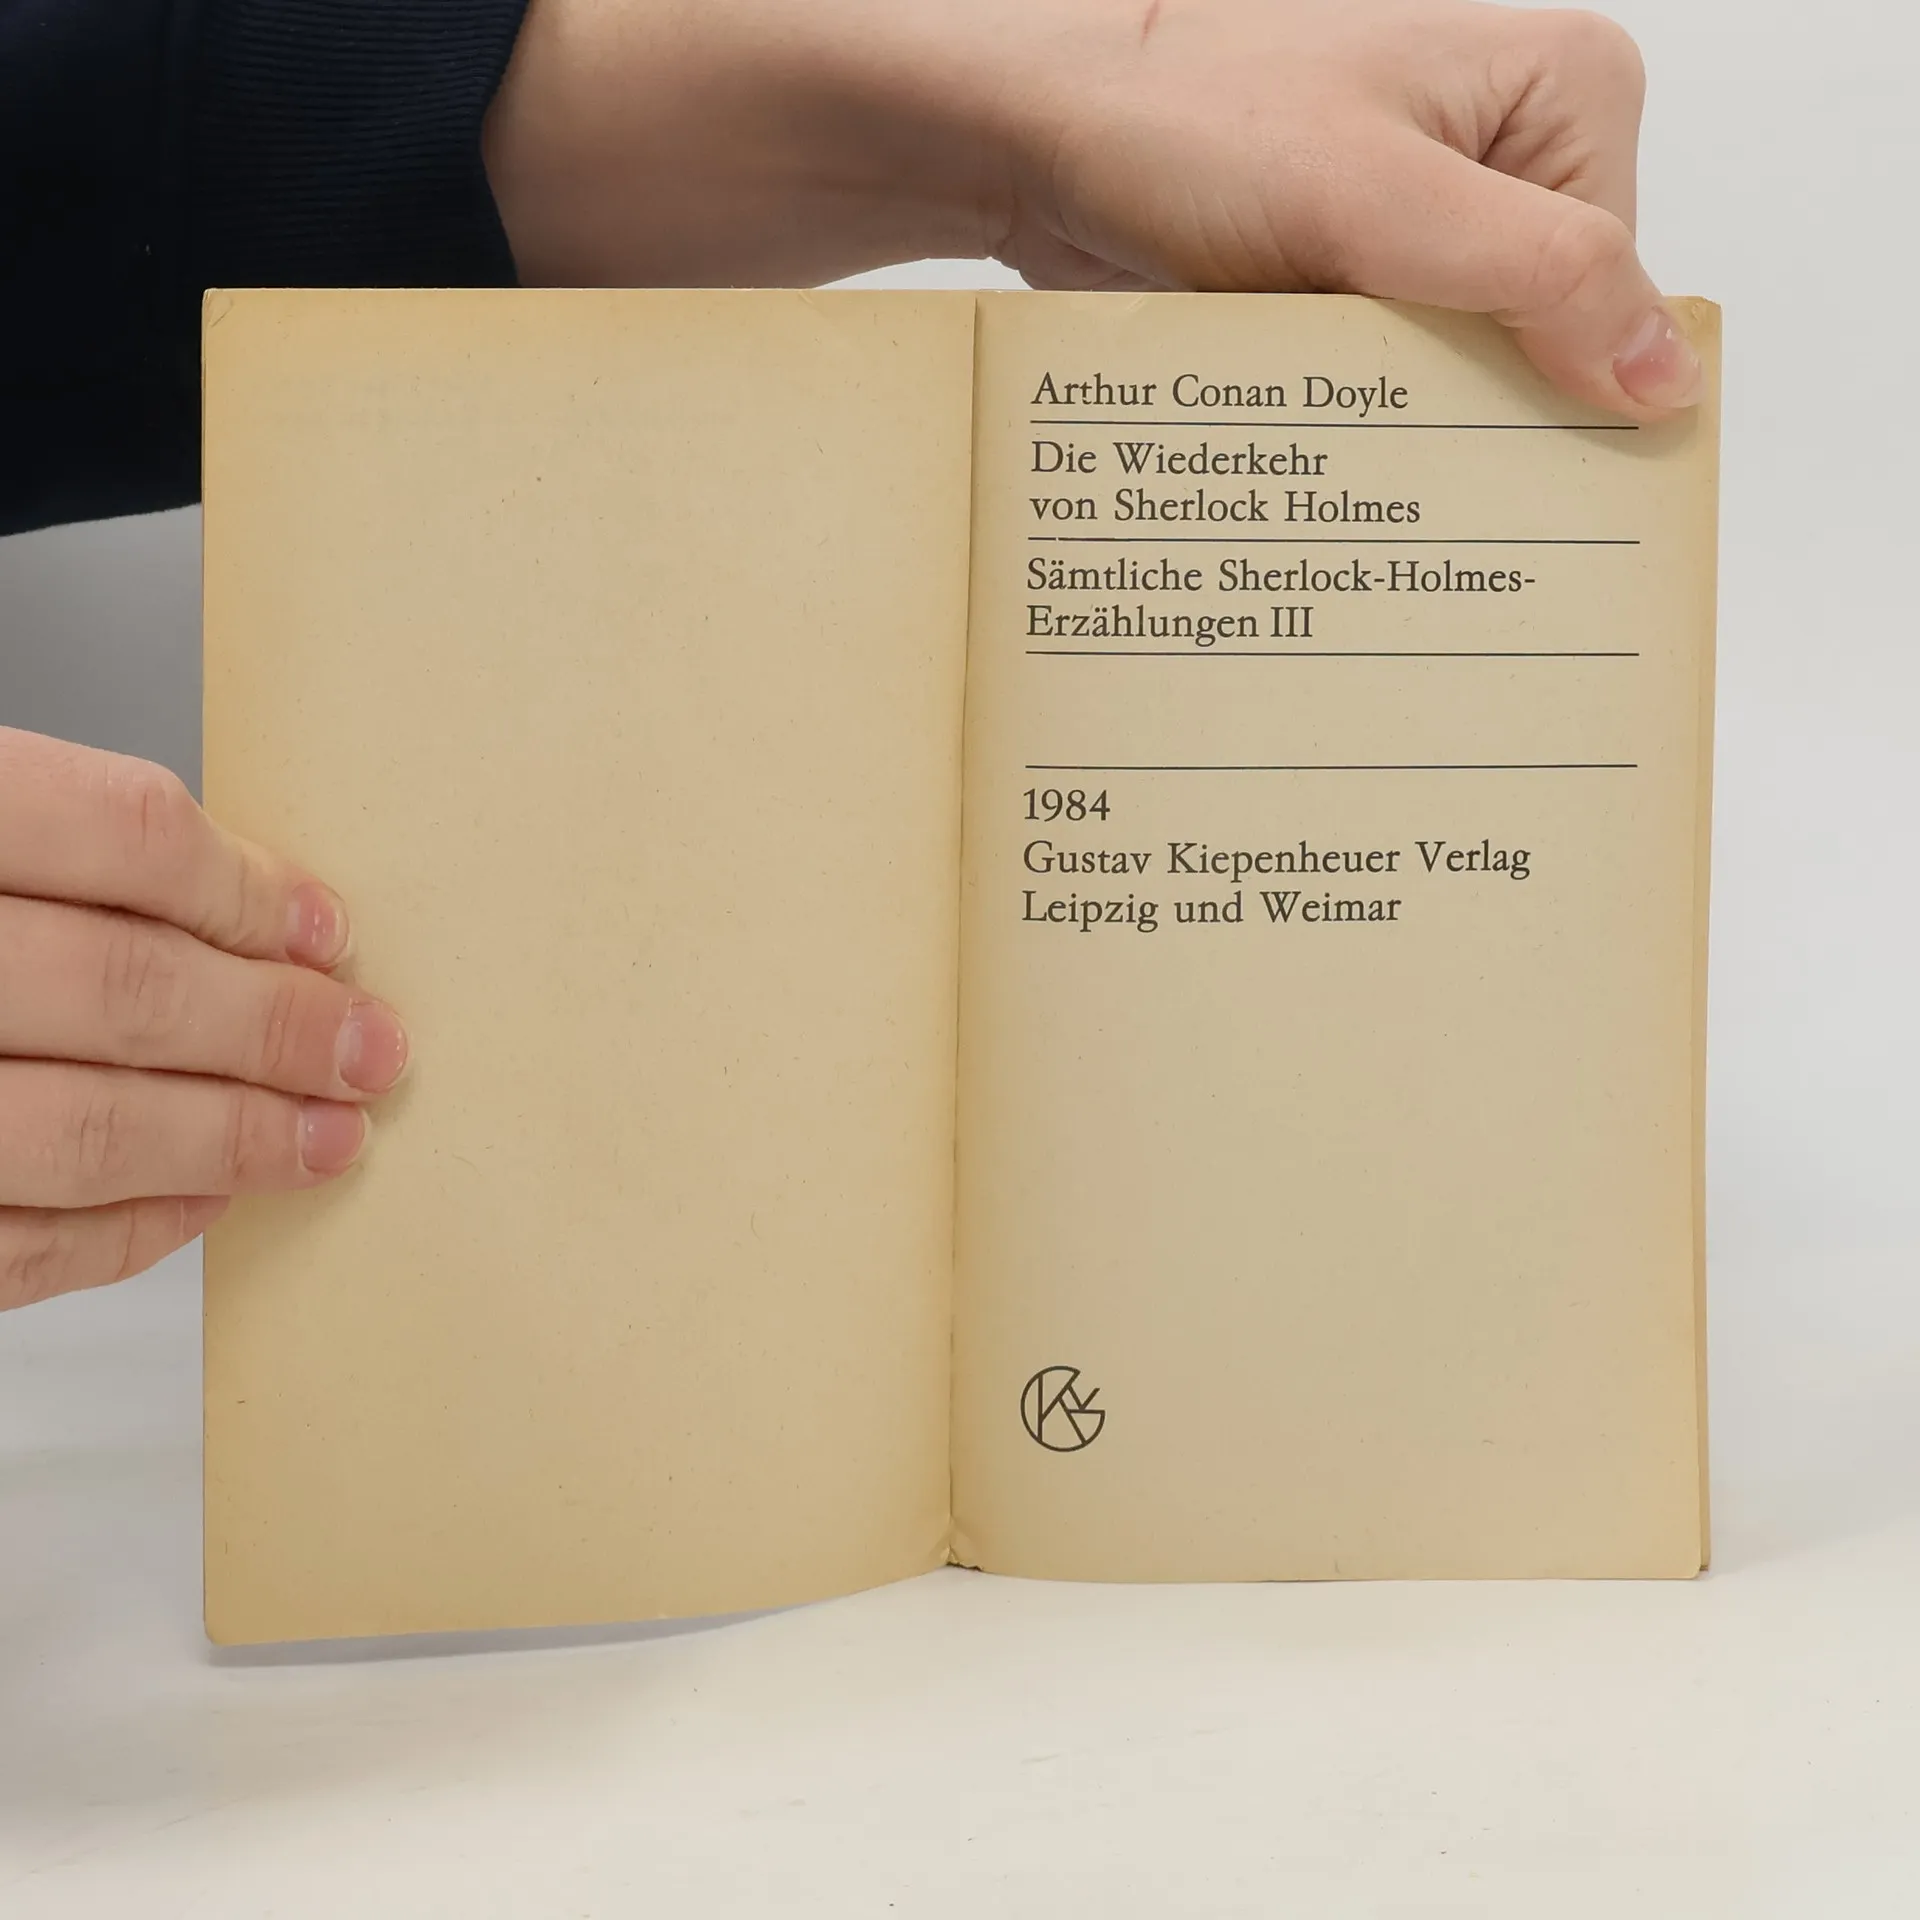 Arthur Conan Doyle
Die Wiederkehr
von Sherlock Holmes
Sämtliche Sherlock-Holmes-
Erzählungen III
1984
Gustav Kiepenheuer Verlag
Leipzig und Weimar